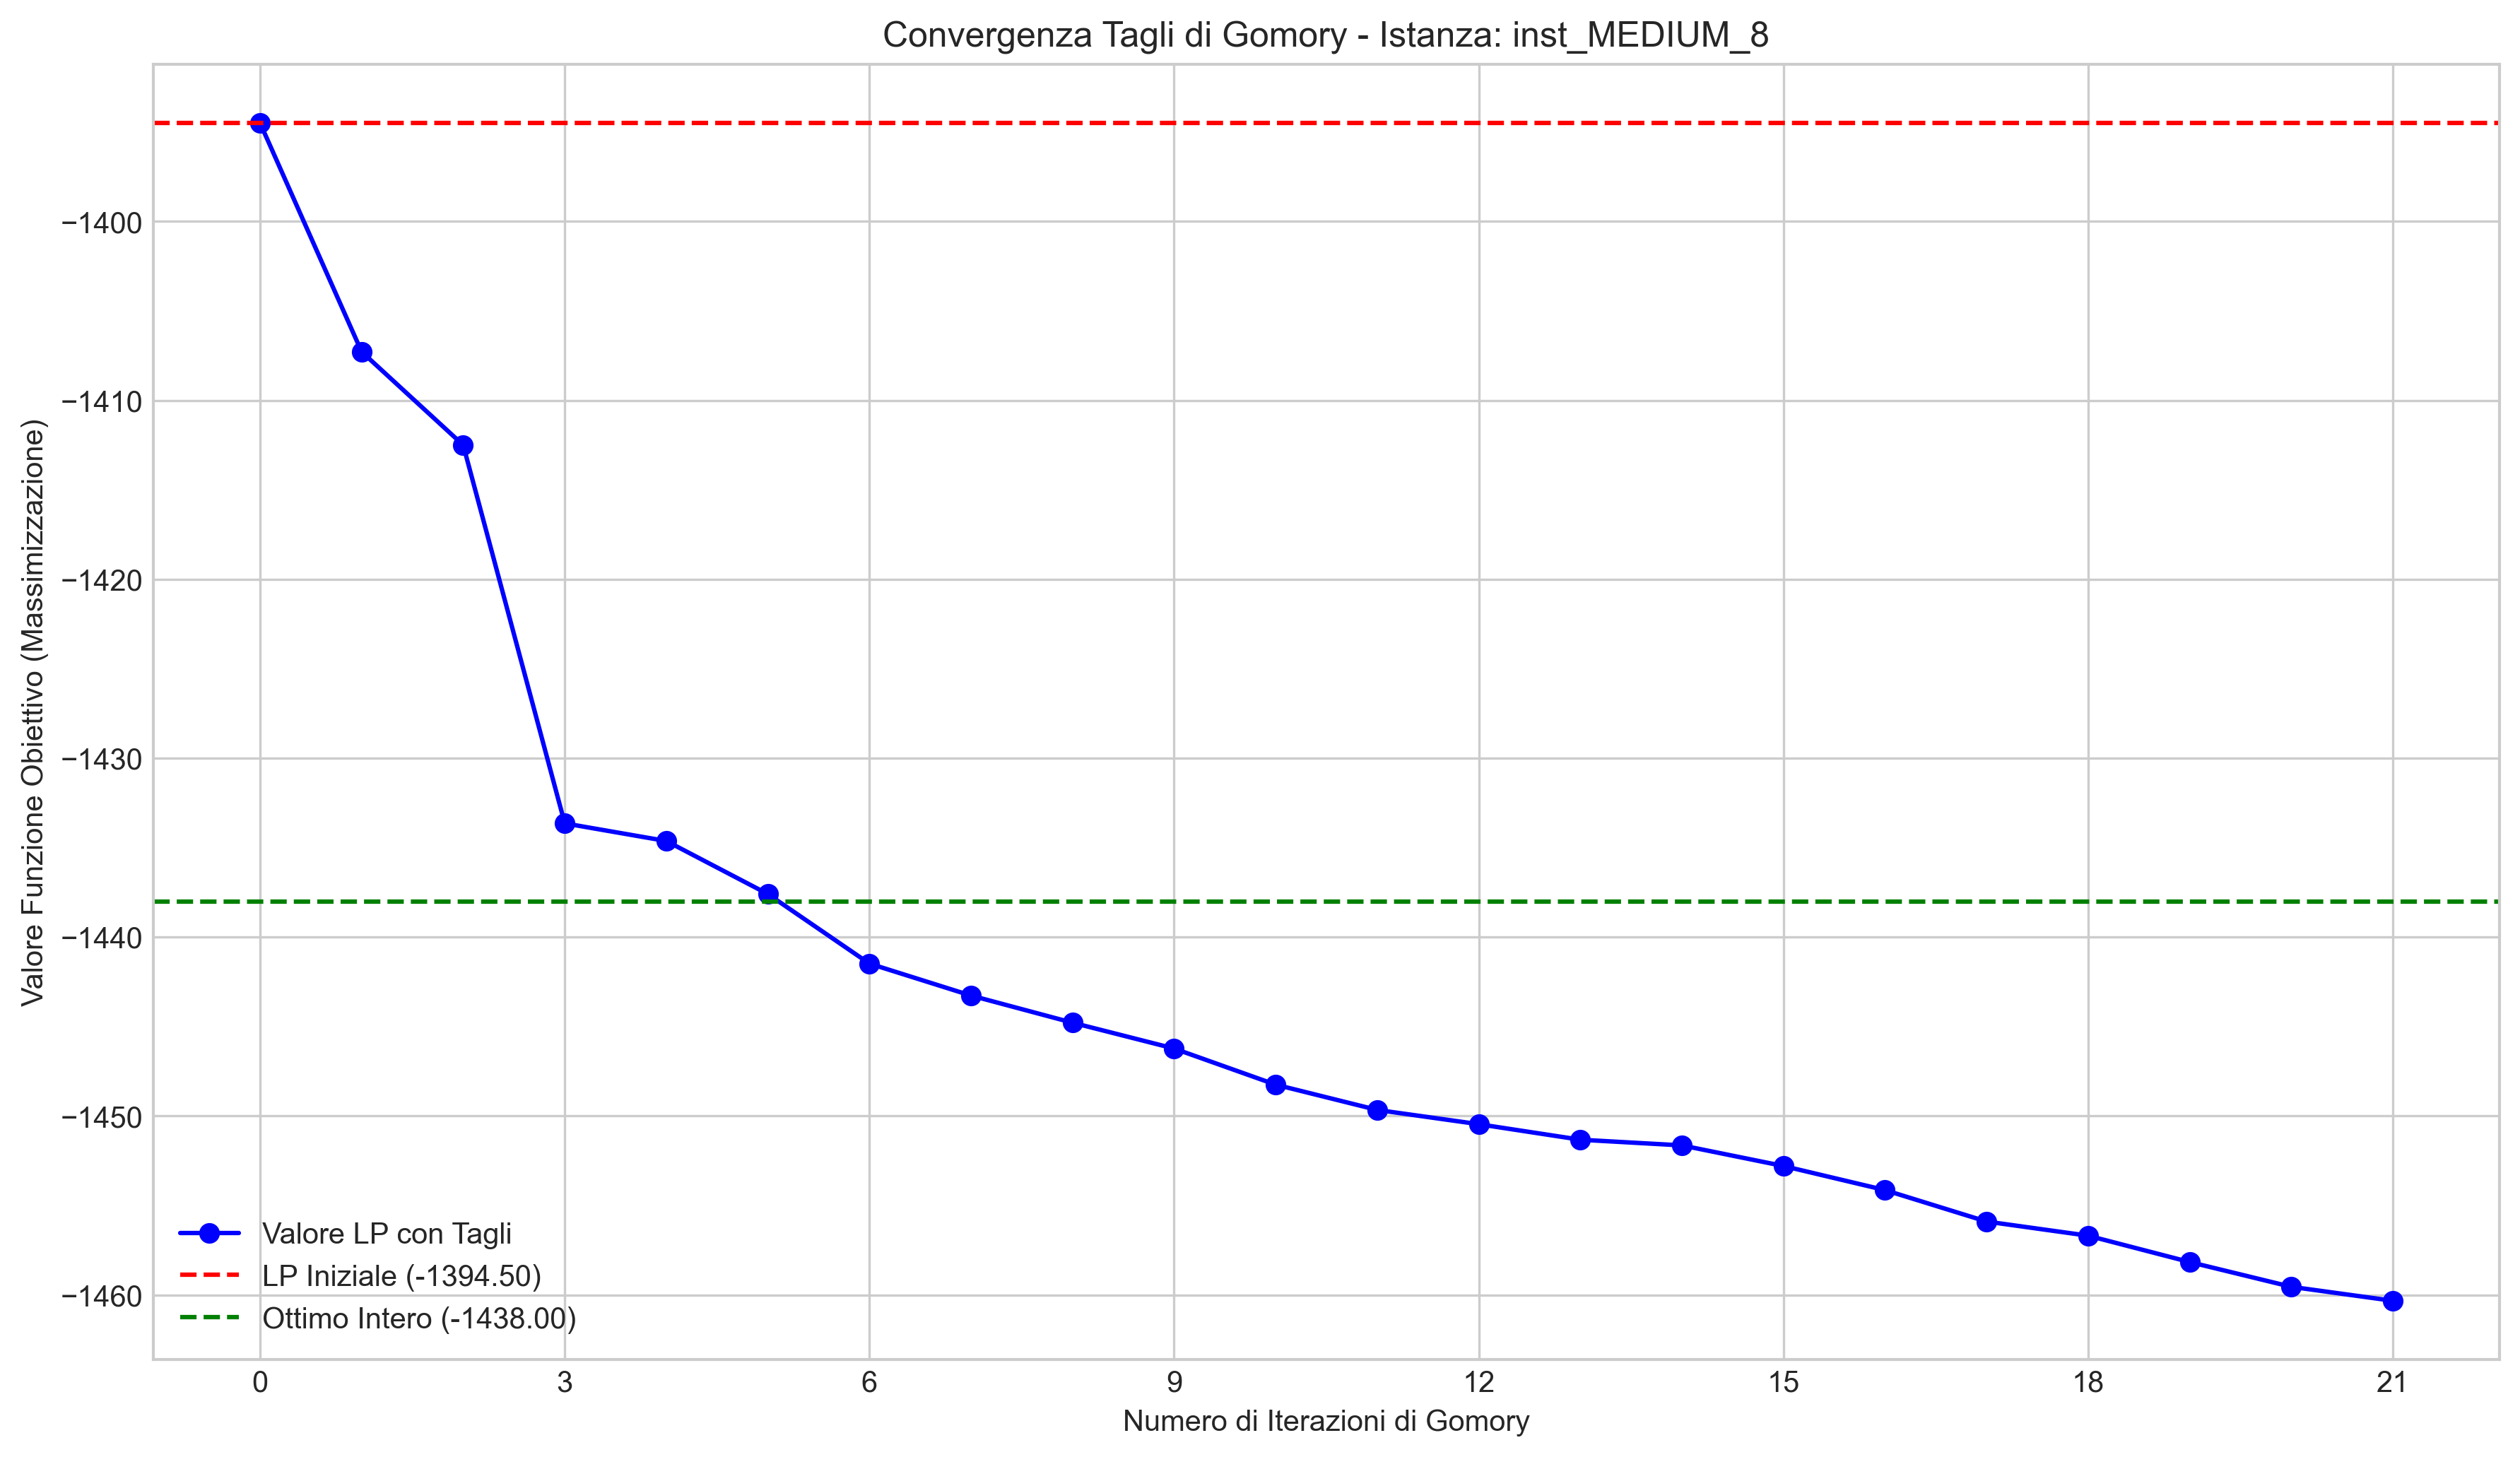 Convergenza Tagli di Gomory - Istanza: inst_MEDIUM_8
Valore Funzione Obiettivo (Massimizzazione)
−1400
−1410
−1420
−1430
−1440
−1450
−1460
Valore LP con Tagli
LP Iniziale (-1394.50)
Ottimo Intero (-1438.00)
0 3 6 9 12 15 18 21
Numero di Iterazioni di Gomory